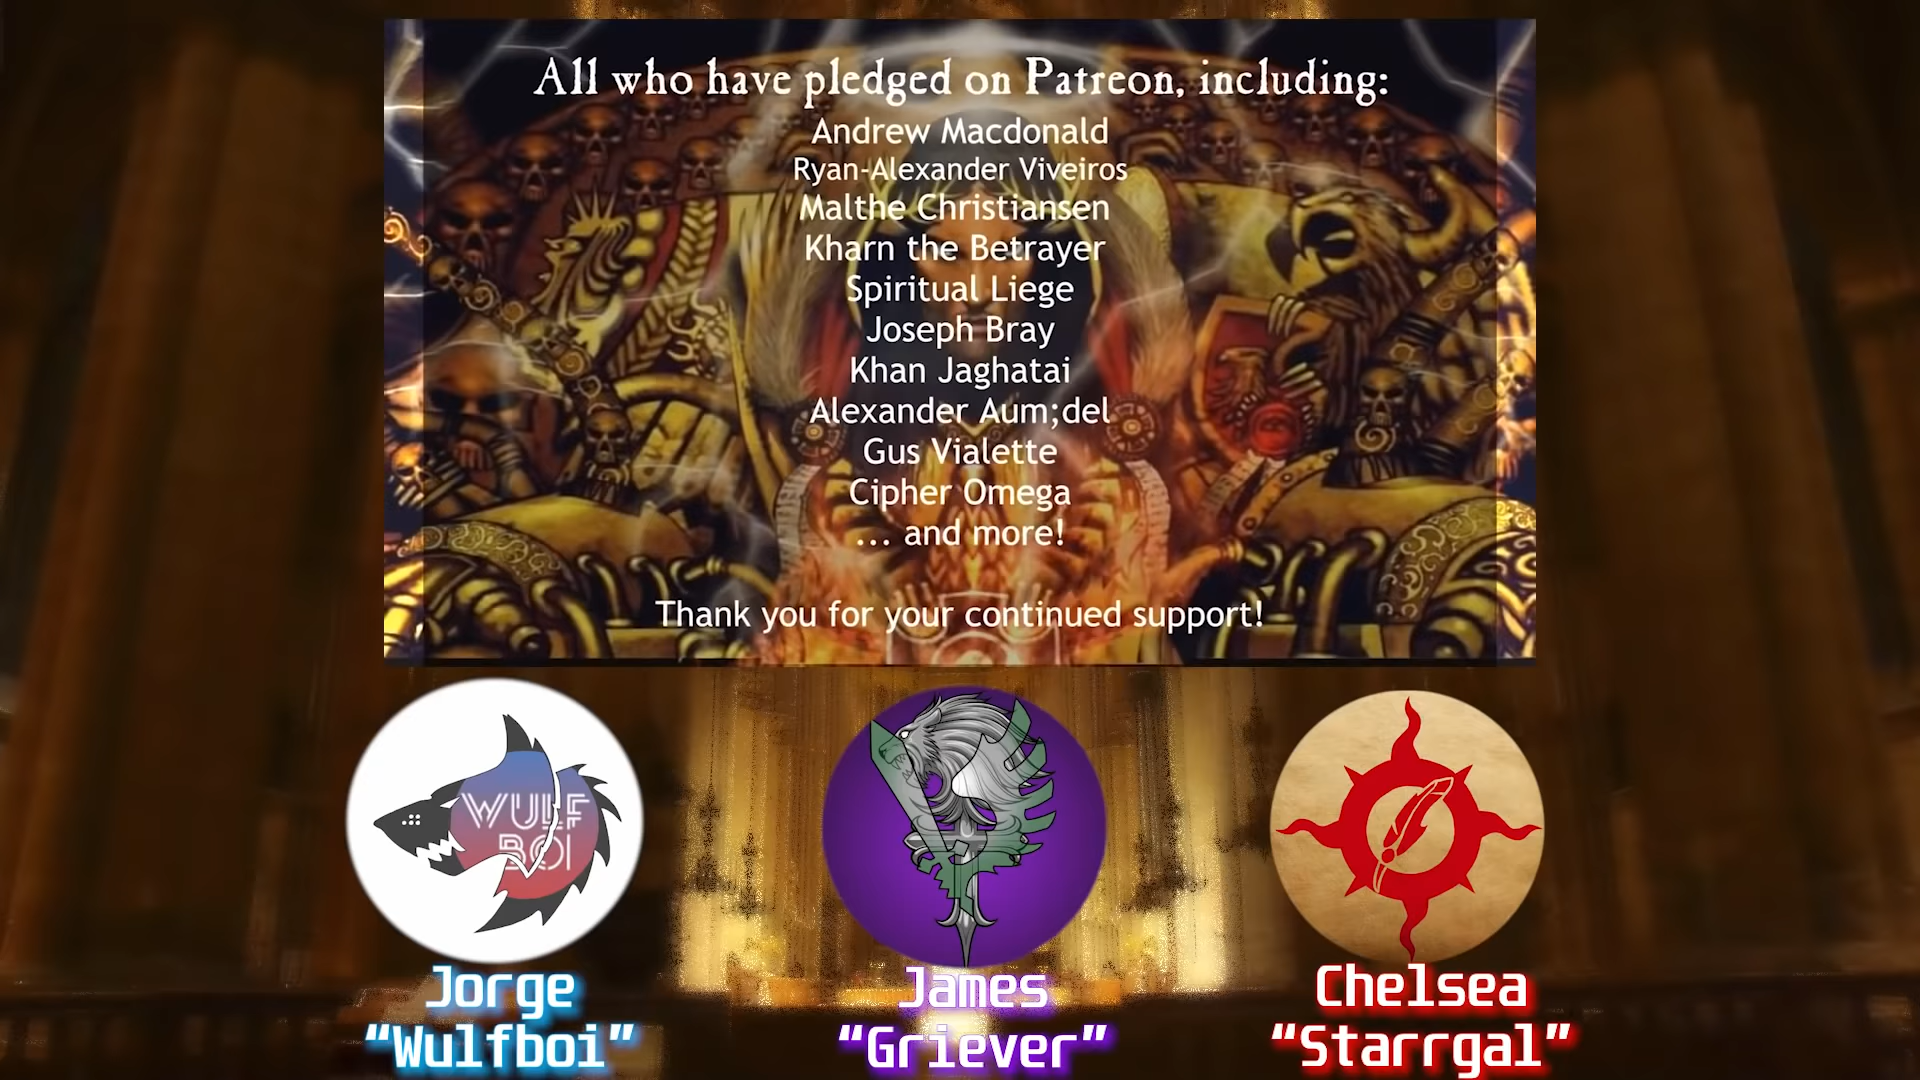 All who have pledged on Patreon, including:
Andrew Macdonald
Ryan-Alexander Viveiros
Malthe Christiansen
Kharn the Betrayer
Spiritual Liege
Joseph Bray
Khan Jaghatai
Alexander Aum;del
Gus Vialette
Cipher Omega
... and more!
Thank you for your continued support!
WULF
BOI
Jorge
“Wulfboi”
James
“Griever”
Chelsea
“Starrgal”